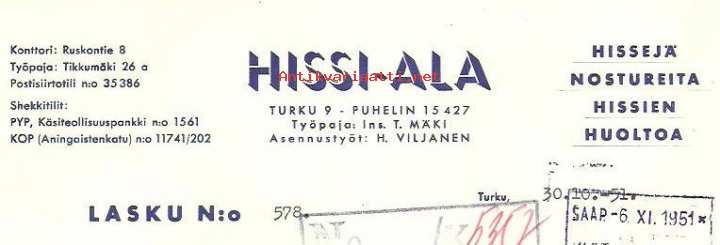 Konttori: Ruskontie 8
Työpaja: Tikkumäki 26 a
Postisiirtotili n:o 35386
Shekkitilit:
PYP, Käsiteollisuuspankki n:o 1561
KOP (Aningaistenkatu) n:o 11741/202
HISSI-ALA
Antikvariaatti.net
TURKU 9 - PUHELIN 15427
Työpaja: Ins. T. MÄKI
Asennustyöt: H. VILJANEN
HISSEJÄ
NOSTUREITA
HISSIEN
HUOLTOA
LASKU N:o 578.
Turku, 30.10.-51.
SAAP. -6. XI. 1951